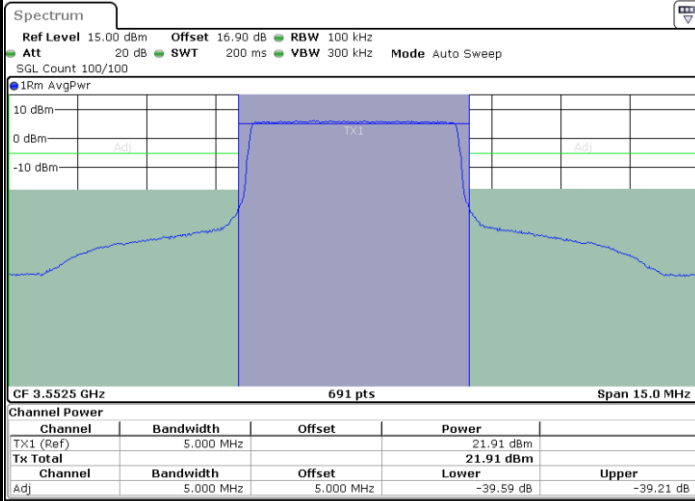 Spectrum
Ref Level 15.00 dBm Offset 16.90 dB RBW 100 kHz
Att 20 dB SWT 200 ms VBW 300 kHz Mode Auto Sweep
SGL Count 100/100
1Rm AvgPwr
10 dBm
TX1
0 dBm
Adj Adj
-10 dBm
CF 3.5525 GHz 691 pts Span 15.0 MHz
Channel Power
Channel Bandwidth Offset Power
TX1 (Ref) 5.000 MHz 21.91 dBm
Tx Total 21.91 dBm
Channel Bandwidth Offset Lower Upper
Adj 5.000 MHz 5.000 MHz -39.59 dB -39.21 dB